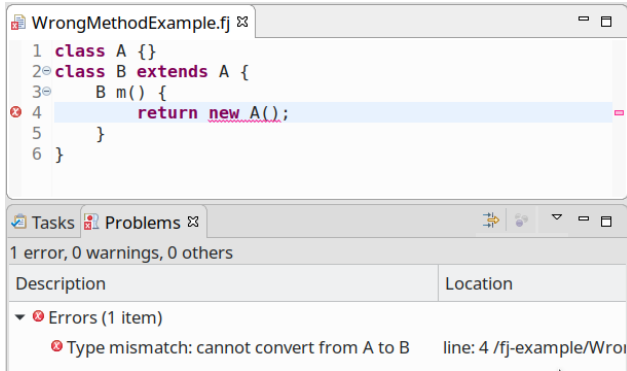 WrongMethodExample.fj
1 class A {}
2 class B extends A {
3     B m() {
4         return new A();
5     }
6 }
Tasks Problems
1 error, 0 warnings, 0 others
Description Location
Errors (1 item)
Type mismatch: cannot convert from A to B line: 4 /fj-example/Wro